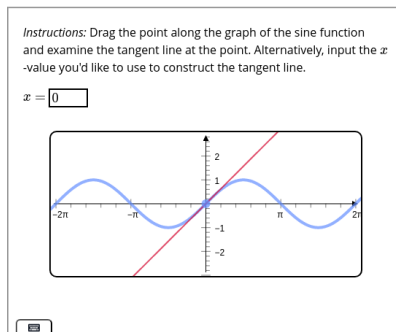 Instructions: Drag the point along the graph of the sine function
and examine the tangent line at the point. Alternatively, input the x
-value you'd like to use to construct the tangent line.
x = 0
2
1
−2π
−π
π
2π
−1
−2